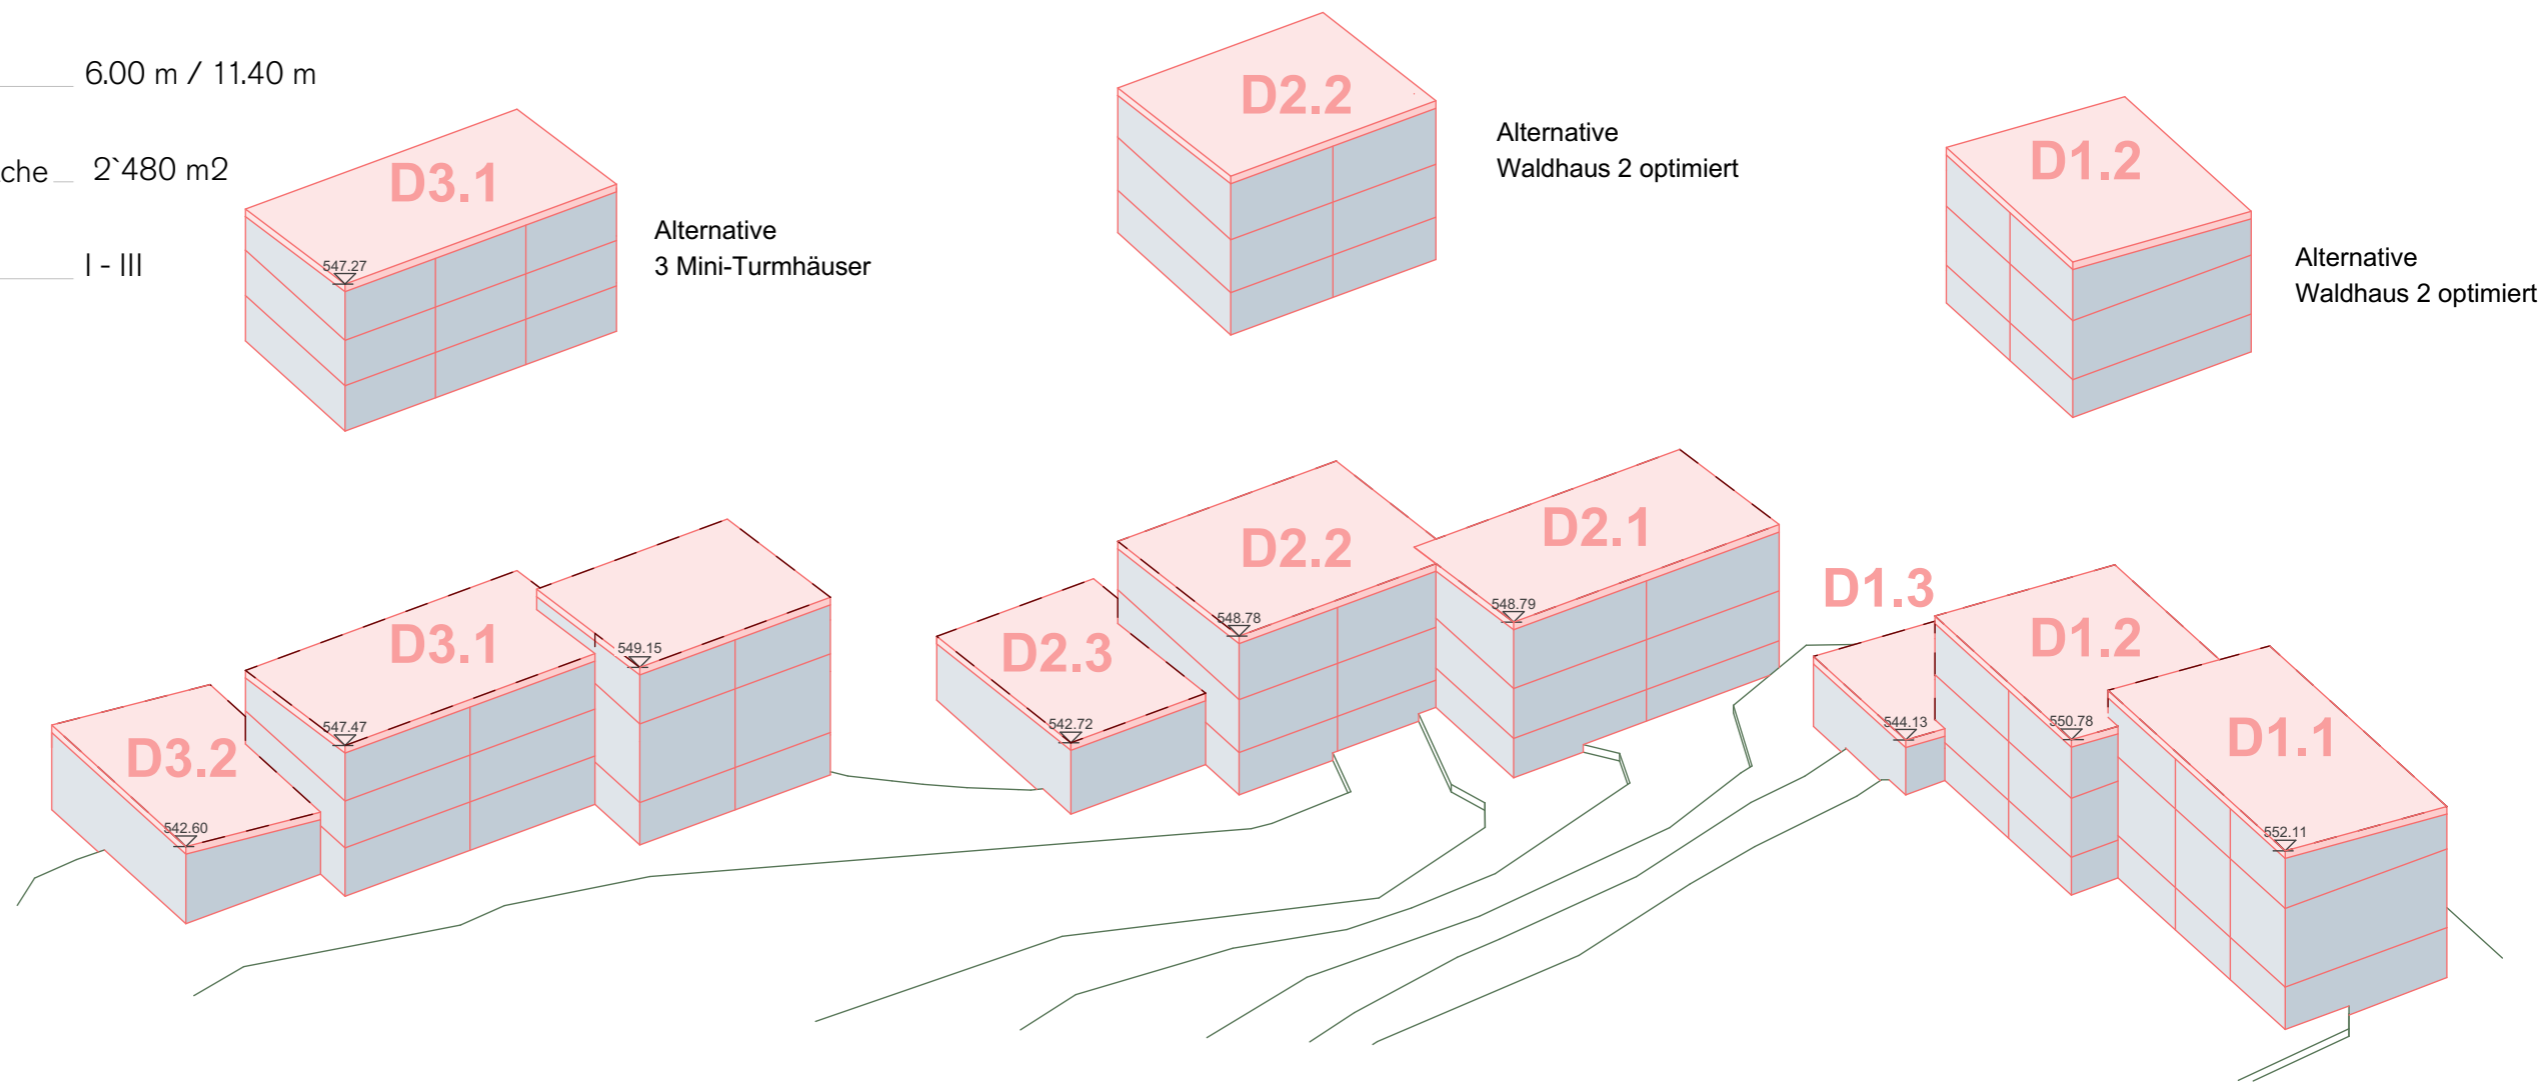 6.00 m / 11.40 m
che 2`480 m2
I - III
D3.1
547.27
Alternative
3 Mini-Turmhäuser
D2.2
Alternative
Waldhaus 2 optimiert
D1.2
Alternative
Waldhaus 2 optimiert
D3.2
542.60
D3.1
547.47
549.15
D2.3
542.72
D2.2
548.78
D2.1
548.79
D1.3
544.13
D1.2
550.78
D1.1
552.11